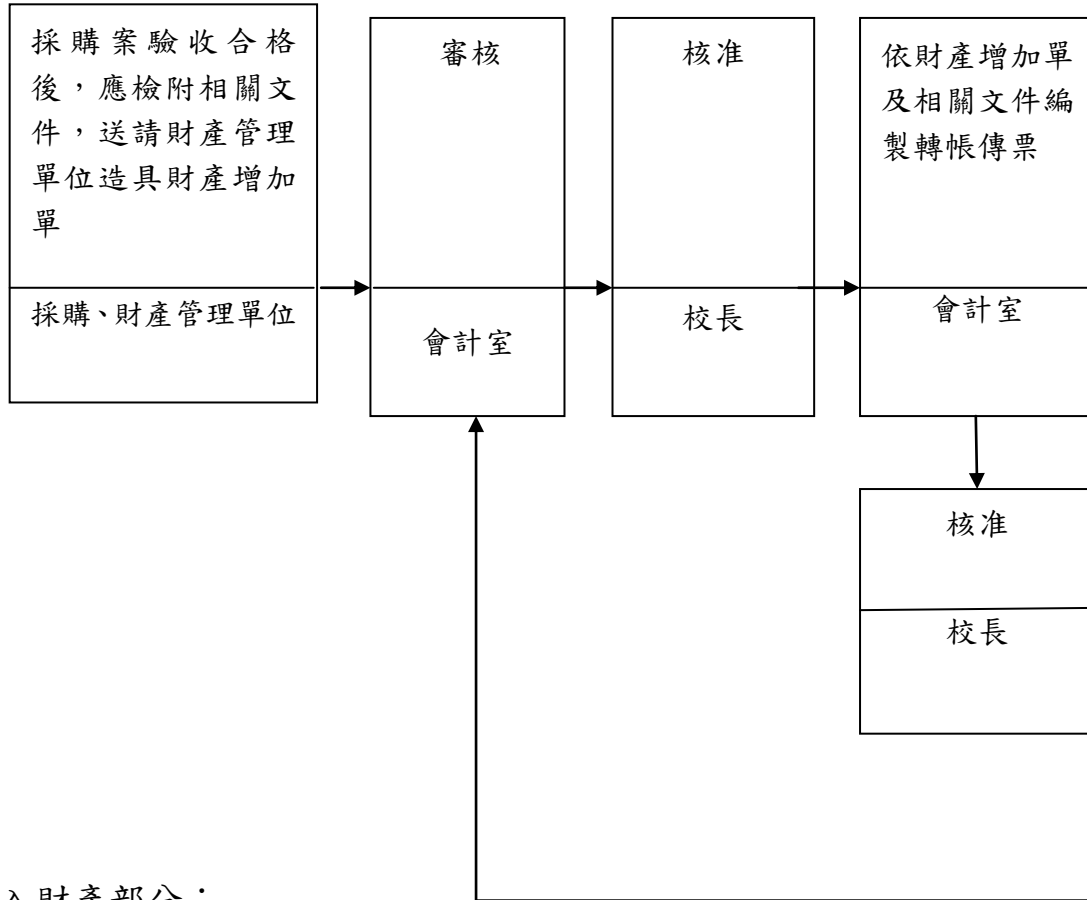 採購案驗收合格
後，應檢附相關文
件，送請財產管理
單位造具財產增加
單
採購、財產管理單位
審核
會計室
核准
校長
依財產增加單
及相關文件編
製轉帳傳票
會計室
核准
校長
財產部分：